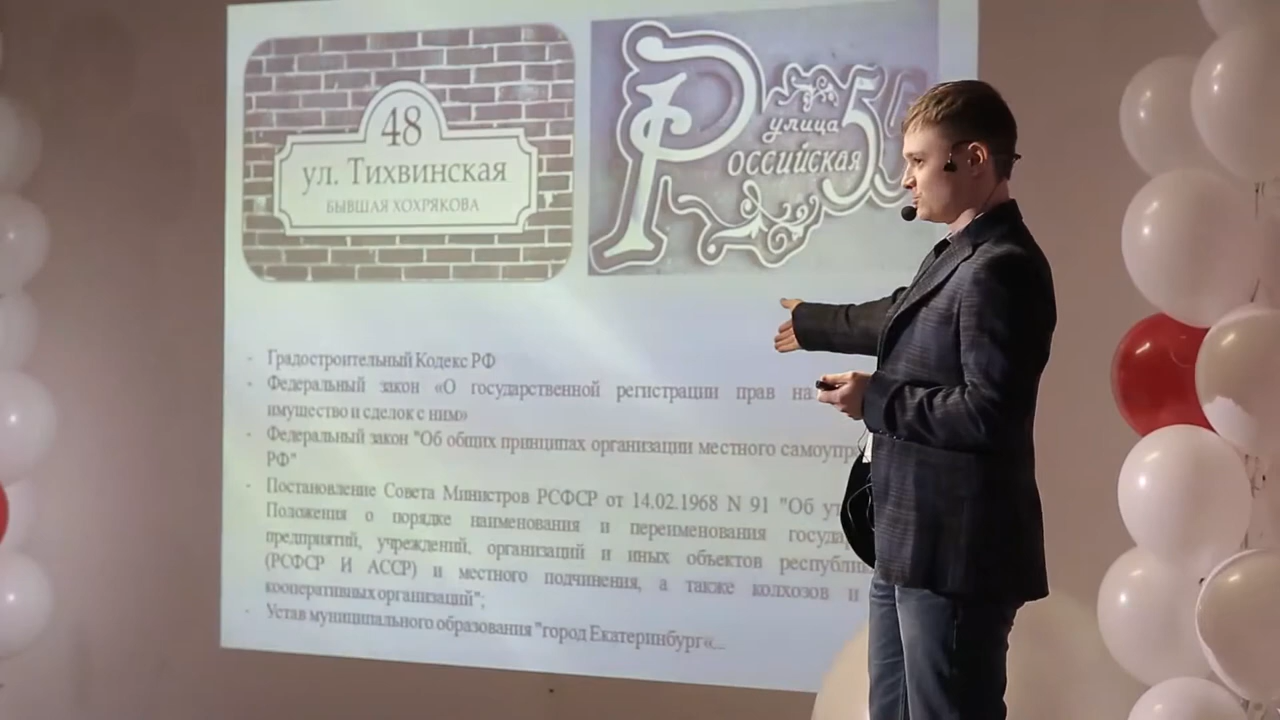 48
ул. Тихвинская
БЫВШАЯ ХОХРЯКОВА
улица
Российская
- Градостроительный Кодекс РФ
- Федеральный закон «О государственной регистрации прав на
имущество и сделок с ним»
- Федеральный закон "Об общих принципах организации местного
РФ"
- Постановление Совета Министров РСФСР от 14.02.1968 N 91 "Об
Положения о порядке наименования и переименования
предприятий, учреждений, организаций и иных объектов
(РСФСР И АССР) и местного подчинения, а также колхозов и
кооперативных организаций";
- Устав муниципального образования "город Екатеринбург«...